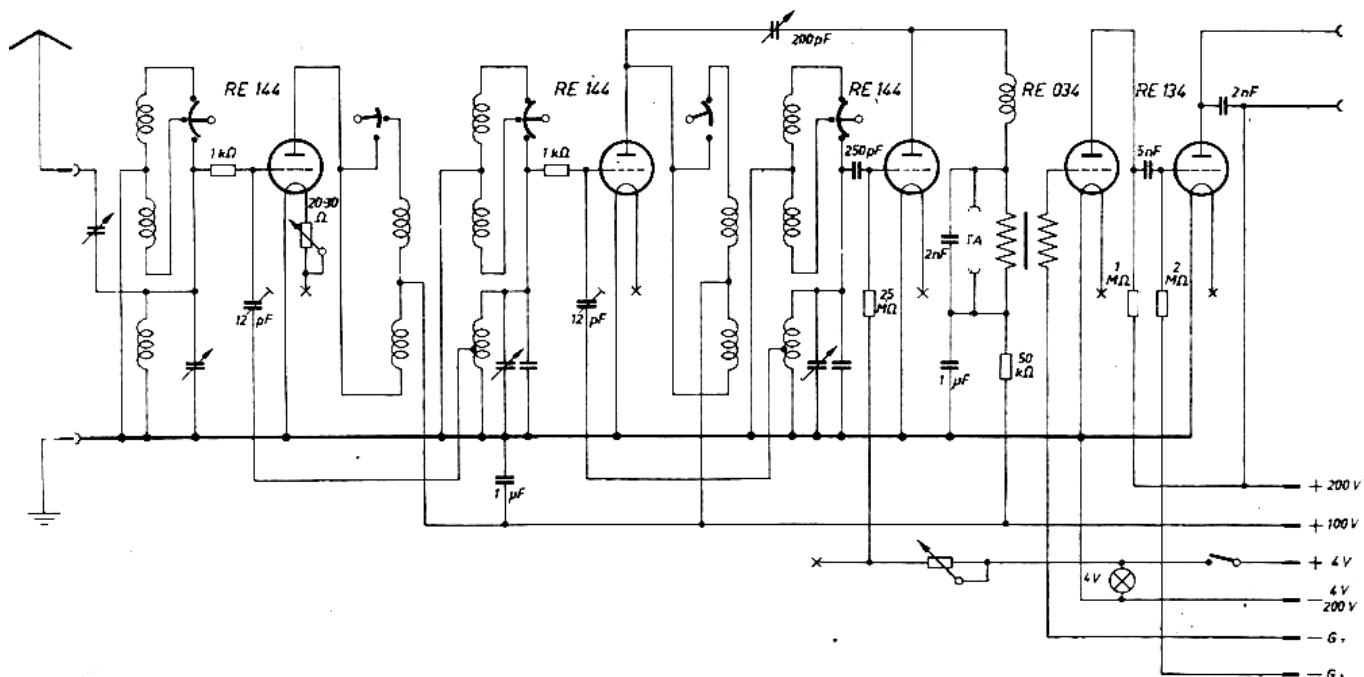 200 pF
RE 144
RE 144
RE 144
RE 034
RE 134
2 nF
1 kΩ
1 kΩ
250 pF
5 nF
20-30
Ω
12 pF
12 pF
25
MΩ
2 nF
TA
1
MΩ
2
MΩ
1 µF
50
kΩ
1 µF
+ 200 V
+ 100 V
+ 4 V
4 V
− 4 V
200 V
− G
− G